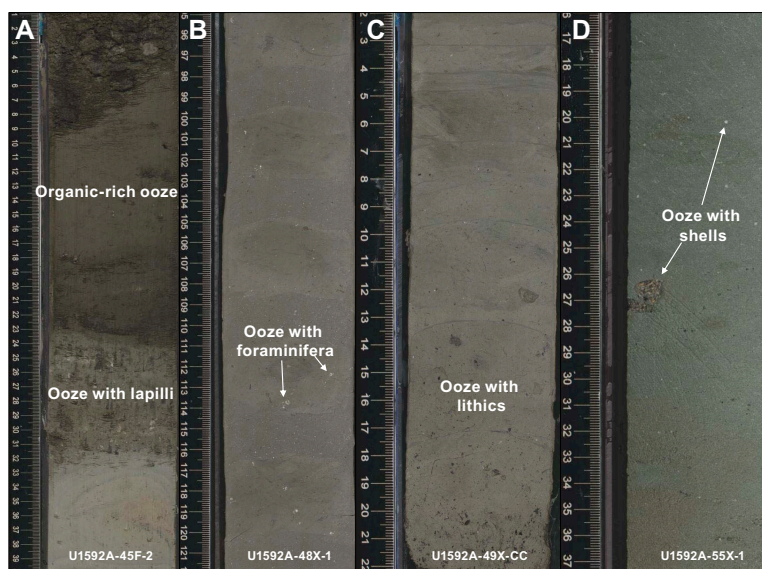 A
B
C
D
Organic-rich ooze
Ooze with lapilli
U1592A-45F-2
Ooze with
foraminifera
U1592A-48X-1
Ooze with
lithics
U1592A-49X-CC
Ooze with
shells
U1592A-55X-1